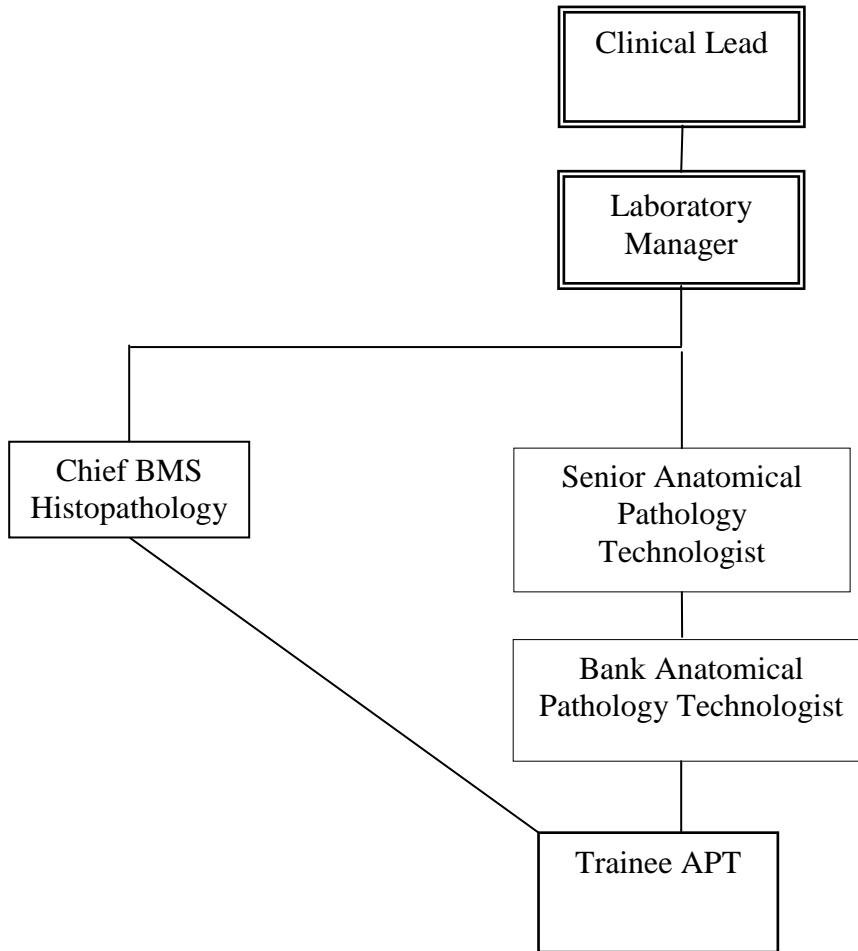 Clinical Lead
Laboratory
Manager
Chief BMS
Histopathology
Senior Anatomical
Pathology
Technologist
Bank Anatomical
Pathology Technologist
Trainee APT